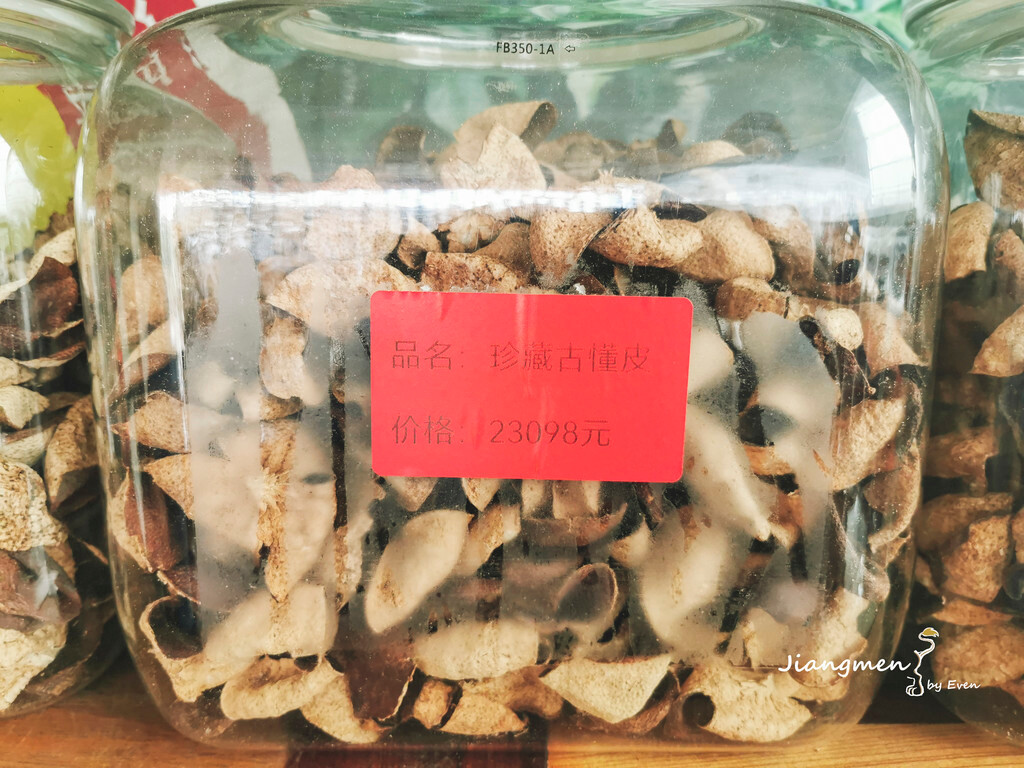 FB350-1A ⇦
品名：珍藏古懂皮
价格：23098元
Jiangmen
by Even